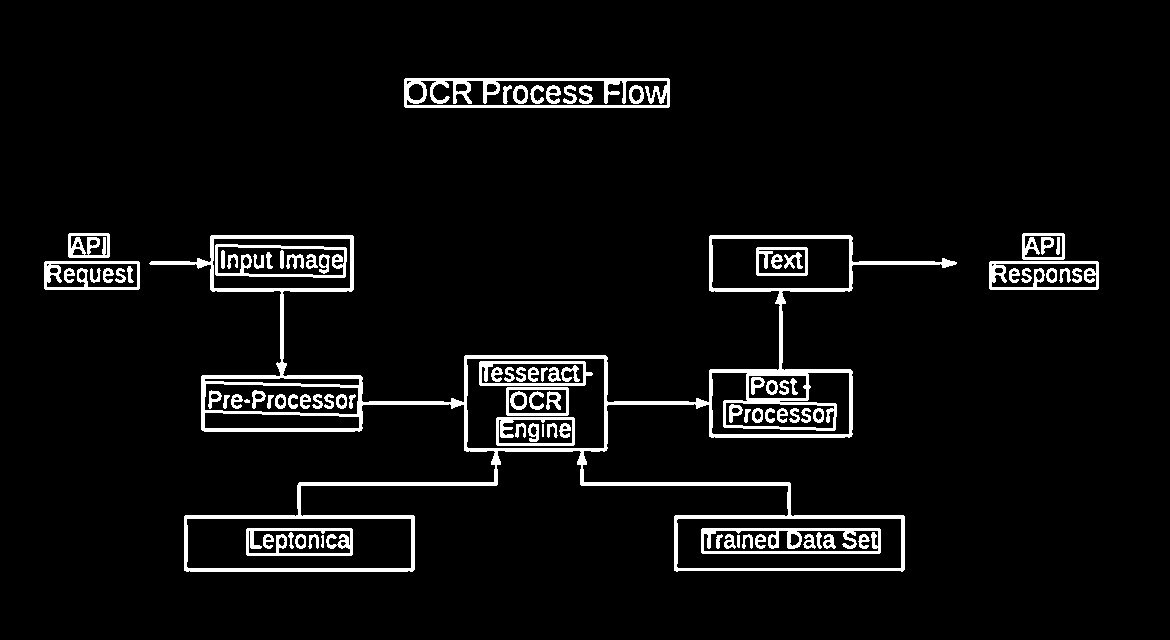 OCR Process Flow
API
Request
Input Image
Text
API
Response
Pre-Processor
Tesseract -
OCR
Engine
Post -
Processor
Leptonica
Trained Data Set